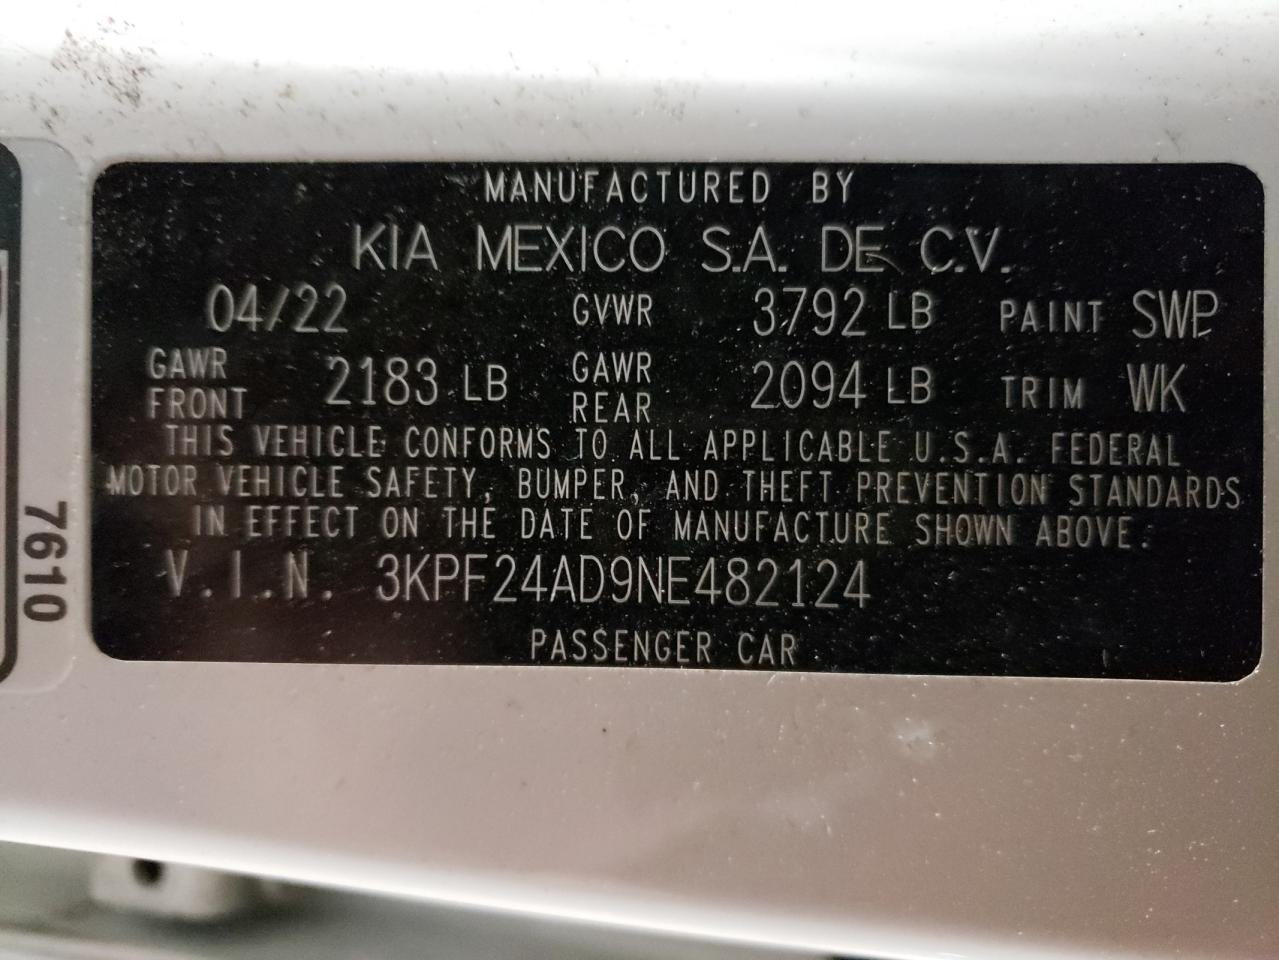 MANUFACTURED BY
KIA MEXICO S.A. DE C.V.
04/22 GVWR 3792 LB PAINT SWP
GAWR FRONT 2183 LB GAWR REAR 2094 LB TRIM WK
THIS VEHICLE CONFORMS TO ALL APPLICABLE U.S.A. FEDERAL
MOTOR VEHICLE SAFETY, BUMPER, AND THEFT PREVENTION STANDARDS
IN EFFECT ON THE DATE OF MANUFACTURE SHOWN ABOVE.
V.I.N. 3KPF24AD9NE482124
PASSENGER CAR
7610